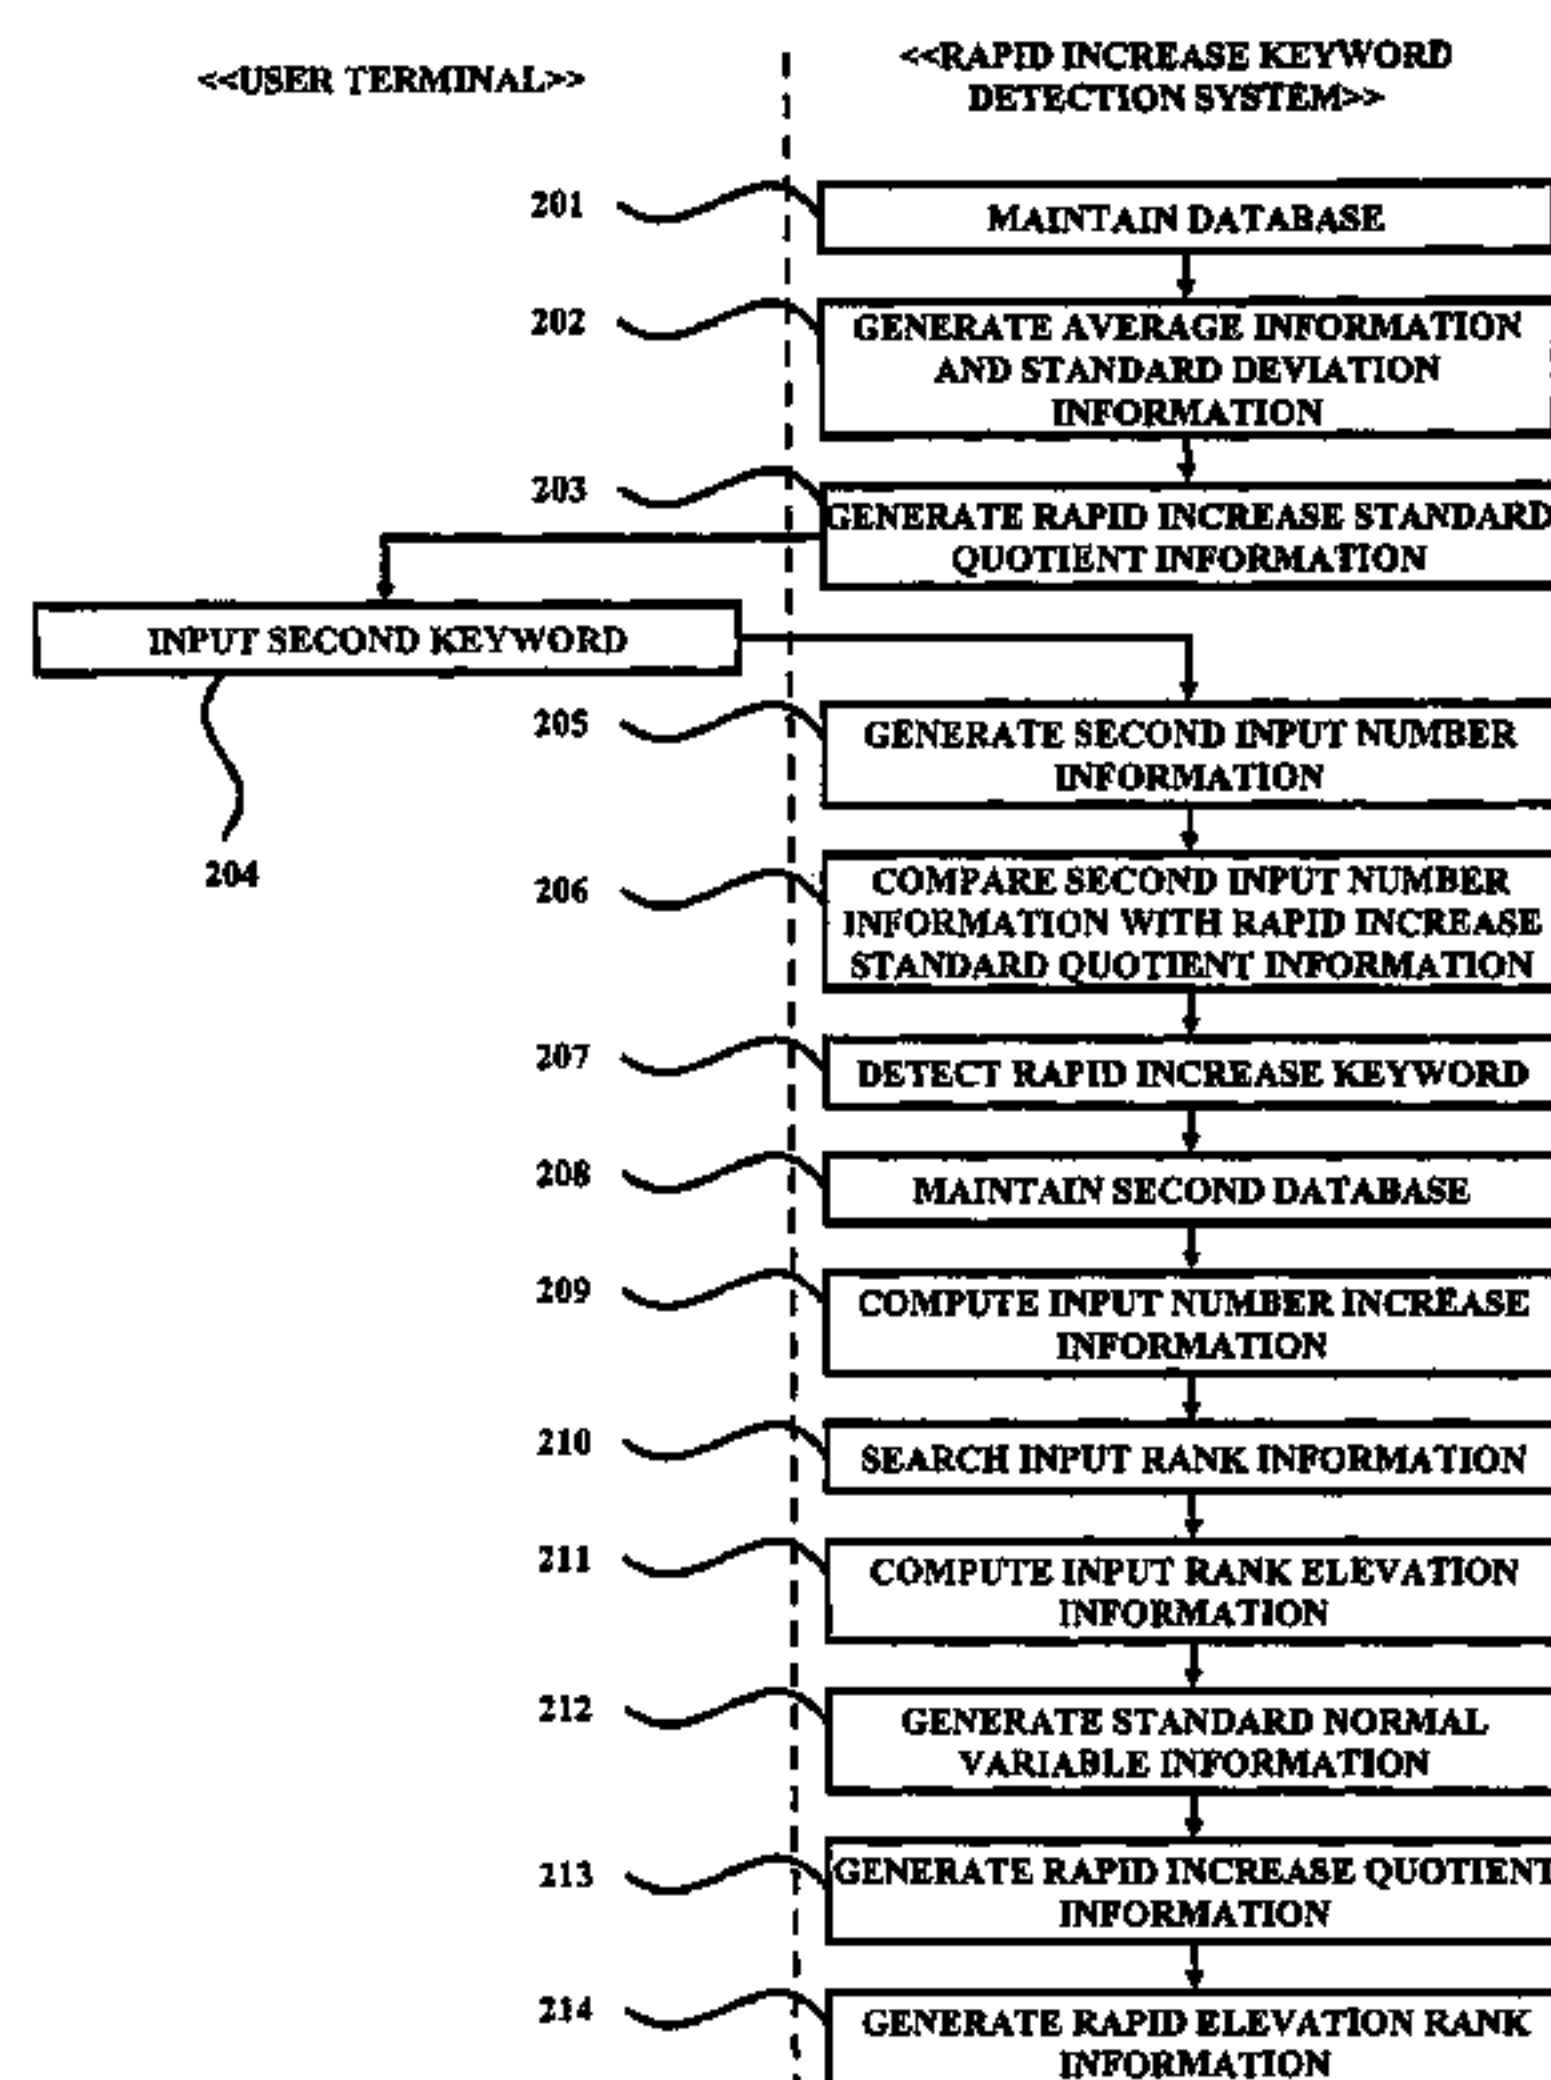 <<USER TERMINAL>>
<<RAPID INCREASE KEYWORD
DETECTION SYSTEM>>
201
MAINTAIN DATABASE
202
GENERATE AVERAGE INFORMATION
AND STANDARD DEVIATION
INFORMATION
203
GENERATE RAPID INCREASE STANDARD
QUOTIENT INFORMATION
INPUT SECOND KEYWORD
204
205
GENERATE SECOND INPUT NUMBER
INFORMATION
206
COMPARE SECOND INPUT NUMBER
INFORMATION WITH RAPID INCREASE
STANDARD QUOTIENT INFORMATION
207
DETECT RAPID INCREASE KEYWORD
208
MAINTAIN SECOND DATABASE
209
COMPUTE INPUT NUMBER INCREASE
INFORMATION
210
SEARCH INPUT RANK INFORMATION
211
COMPUTE INPUT RANK ELEVATION
INFORMATION
212
GENERATE STANDARD NORMAL
VARIABLE INFORMATION
213
GENERATE RAPID INCREASE QUOTIENT
INFORMATION
214
GENERATE RAPID ELEVATION RANK
INFORMATION